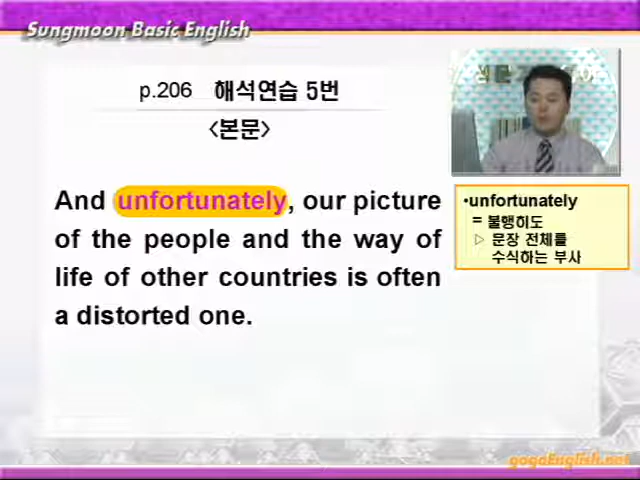 Sungmoon Basic English
p.206 해석연습 5번
<본문>
And unfortunately, our picture
of the people and the way of
life of other countries is often
a distorted one.
•unfortunately
= 불행히도
▷ 문장 전체를
수식하는 부사
gogoEnglish.net